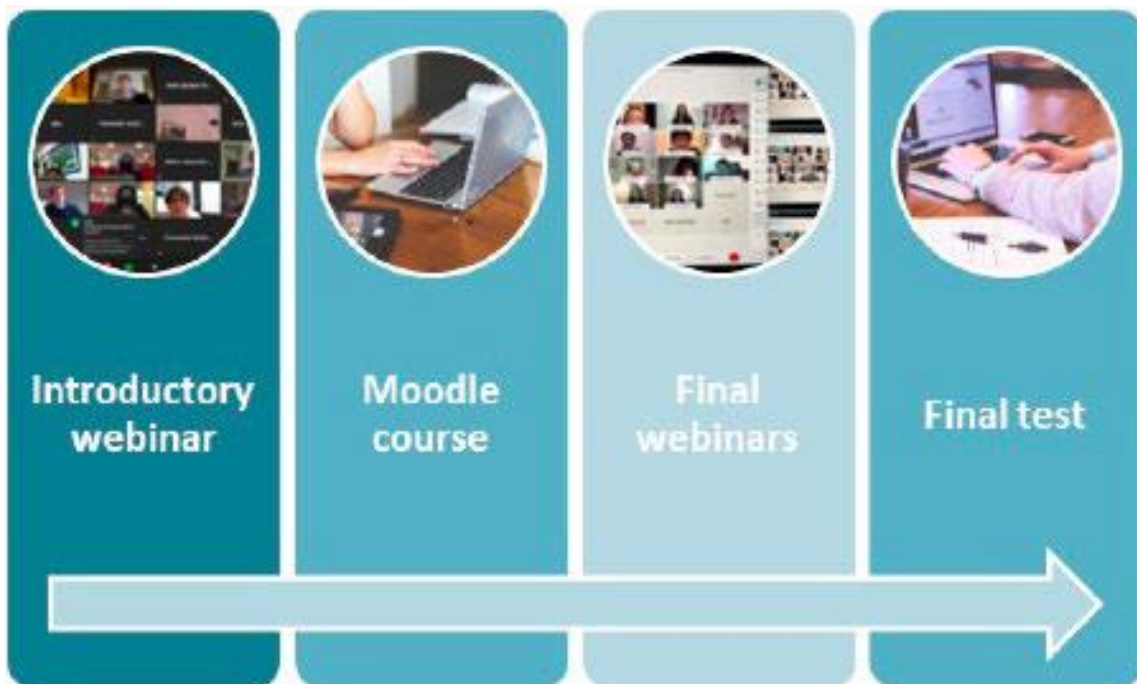 Introductory
webinar
Moodle
course
Final
webinars
Final test